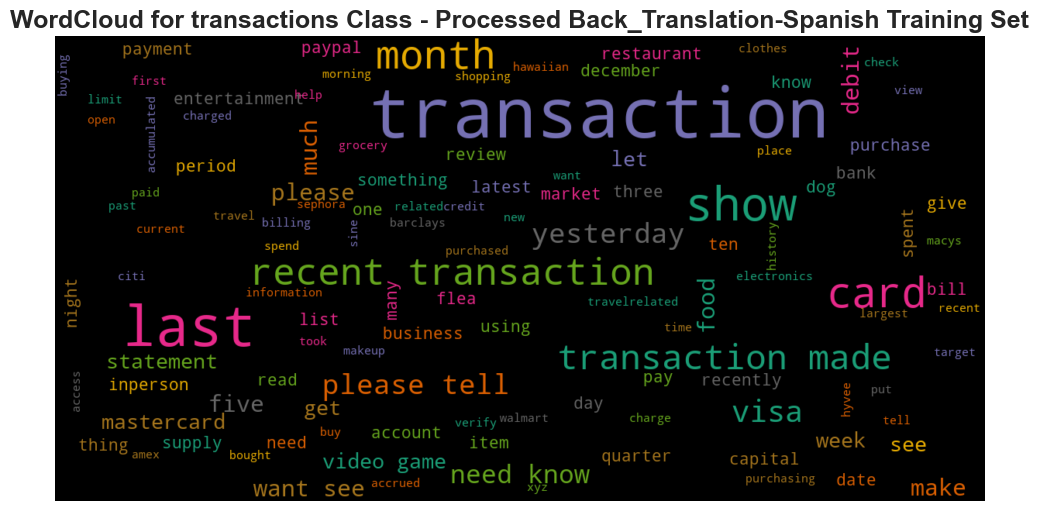 WordCloud for transactions Class - Processed Back_Translation-Spanish Training Set
payment
paypal
month
restaurant
clothes
buying
first
morning
shopping
hawaiian
december
know
debit
check
view
limit
accumulated
entertainment
help
transaction
open
charged
much
grocery
review
let
place
purchase
period
something
latest
want
market
three
bank
dog
paid
please
show
give
past
travel
sephora
one
related
credit
new
current
billing
sine
barclays
yesterday
ten
history
spent
macys
spend
purchased
citi
recent transaction
electronics
night
information
many
flea
travelrelated
food
card
bill
largest
recent
last
list
business
using
time
took
makeup
statement
transaction made
target
access
inperson
read
please tell
pay
recently
put
five
get
day
visa
hyvee
tell
mastercard
account
verify
walmart
charge
thing
supply
need
buy
item
week
see
amex
bought
video game
need know
quarter
capital
want see
accrued
xyz
purchasing
date
make